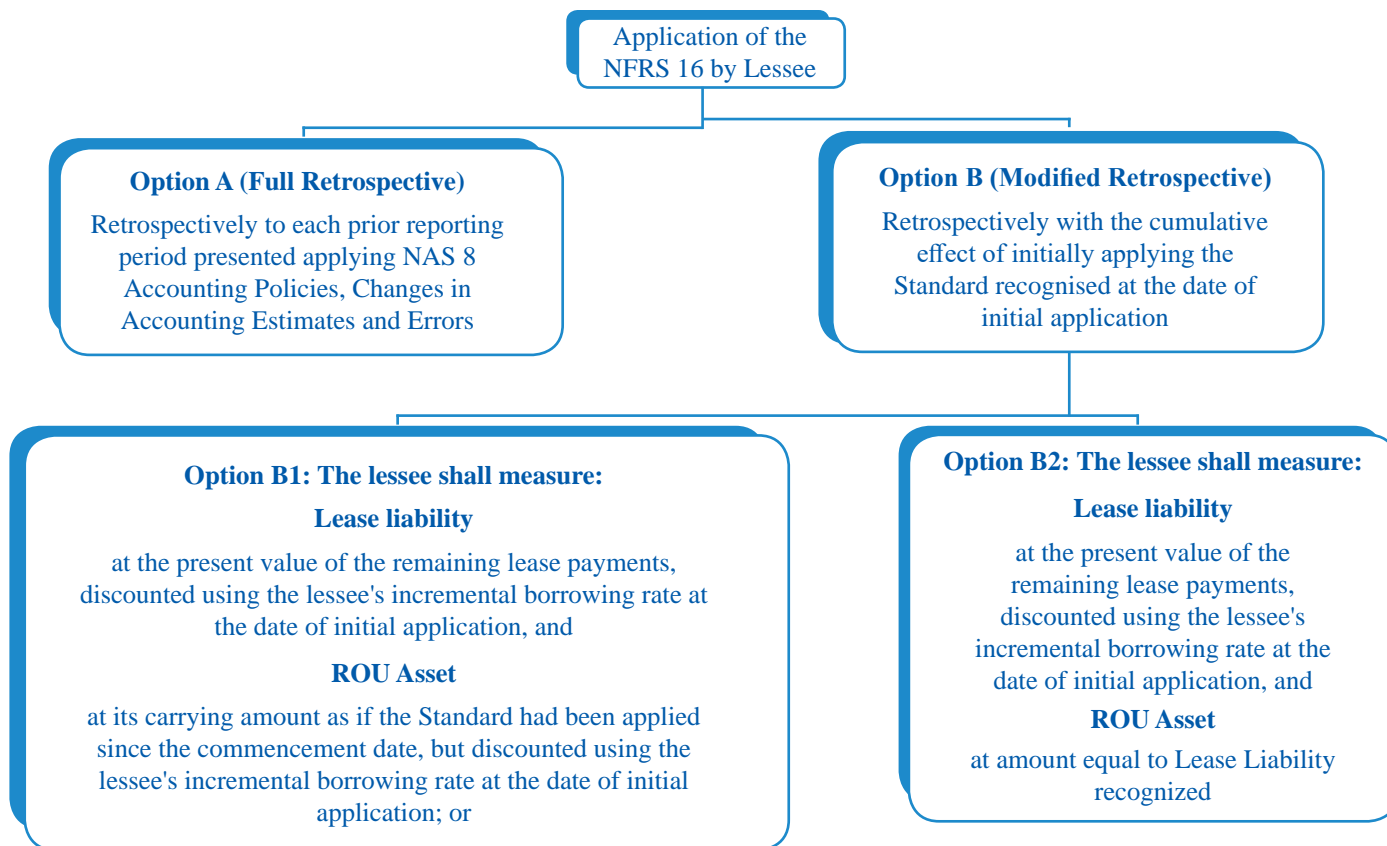 Application of the
NFRS 16 by Lessee
Option A (Full Retrospective)
Retrospectively to each prior reporting
period presented applying NAS 8
Accounting Policies, Changes in
Accounting Estimates and Errors
Option B (Modified Retrospective)
Retrospectively with the cumulative
effect of initially applying the
Standard recognised at the date of
initial application
Option B1: The lessee shall measure:
Lease liability
at the present value of the remaining lease payments,
discounted using the lessee's incremental borrowing rate at
the date of initial application, and
ROU Asset
at its carrying amount as if the Standard had been applied
since the commencement date, but discounted using the
lessee's incremental borrowing rate at the date of initial
application; or
Option B2: The lessee shall measure:
Lease liability
at the present value of the
remaining lease payments,
discounted using the lessee's
incremental borrowing rate at the
date of initial application, and
ROU Asset
at amount equal to Lease Liability
recognized